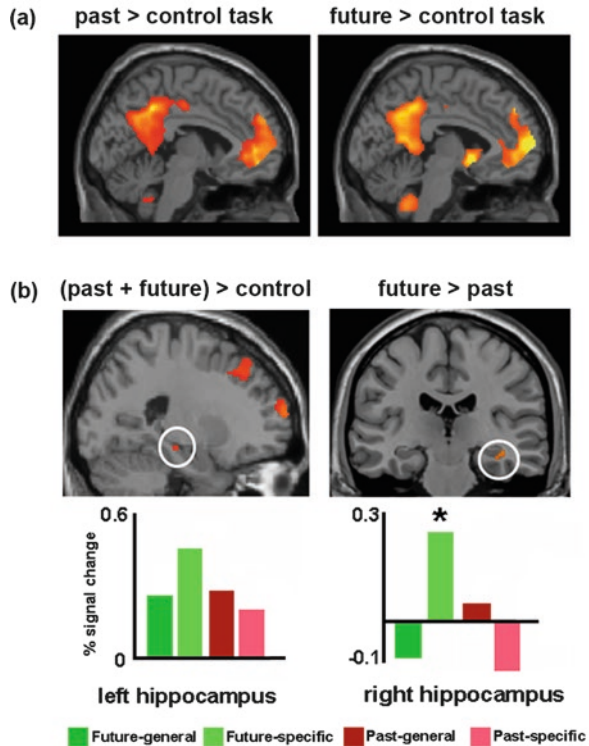 (a) past > control task future > control task
(b) (past + future) > control future > past
0.6 0.3
*
% signal change
0 -0.1
left hippocampus right hippocampus
Future-general Future-specific Past-general Past-specific